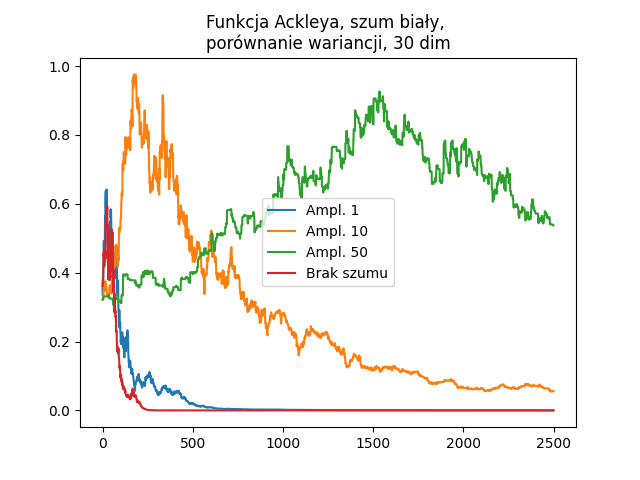 Funkcja Ackleya, szum biały,
porównanie wariancji, 30 dim
1.0
0.8
0.6
0.4
0.2
0.0
Ampl. 1
Ampl. 10
Ampl. 50
Brak szumu
0 500 1000 1500 2000 2500